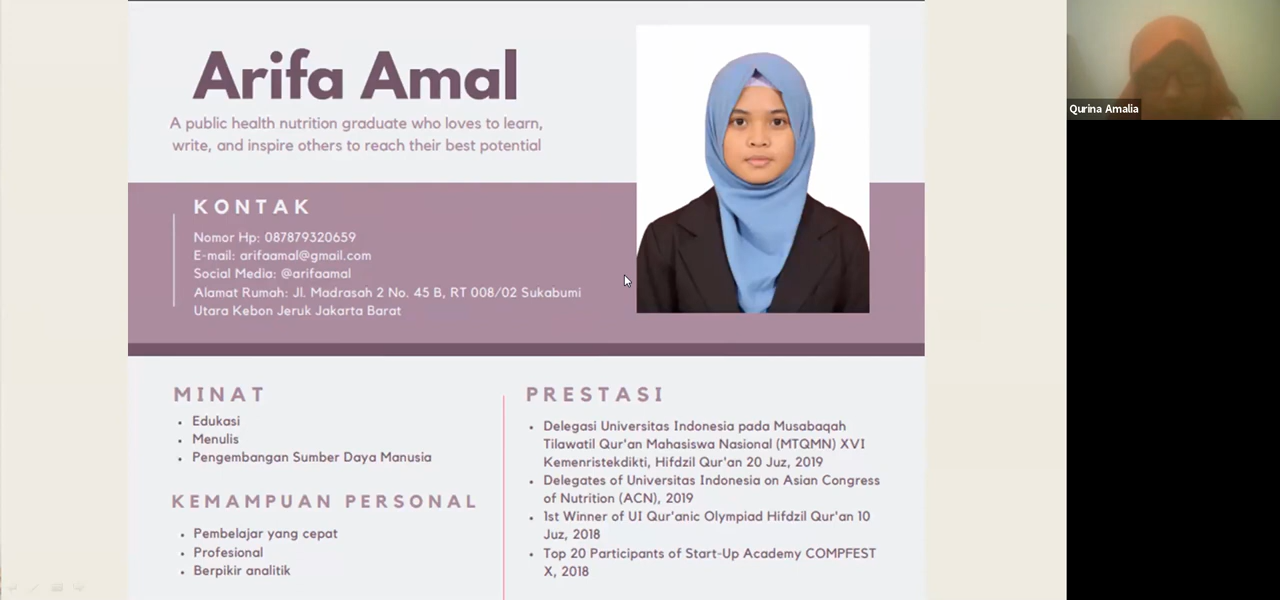 Arifa Amal
A public health nutrition graduate who loves to learn,
write, and inspire others to reach their best potential
KONTAK
Nomor Hp: 087879320659
E-mail: arifaamal@gmail.com
Social Media: @arifaamal
Alamat Rumah: Jl. Madrasah 2 No. 45 B, RT 008/02 Sukabumi
Utara Kebon Jeruk Jakarta Barat
MINAT
• Edukasi
• Menulis
• Pengembangan Sumber Daya Manusia
KEMAMPUAN PERSONAL
• Pembelajar yang cepat
• Profesional
• Berpikir analitik
PRESTASI
• Delegasi Universitas Indonesia pada Musabaqah
Tilawatil Qur'an Mahasiswa Nasional (MTQMN) XVI
Kemenristekdikti, Hifdzil Qur'an 20 Juz, 2019
• Delegates of Universitas Indonesia on Asian Congress
of Nutrition (ACN), 2019
• 1st Winner of UI Qur'anic Olympiad Hifdzil Qur'an 10
Juz, 2018
• Top 20 Participants of Start-Up Academy COMPFEST
X, 2018
Qurina Amalia